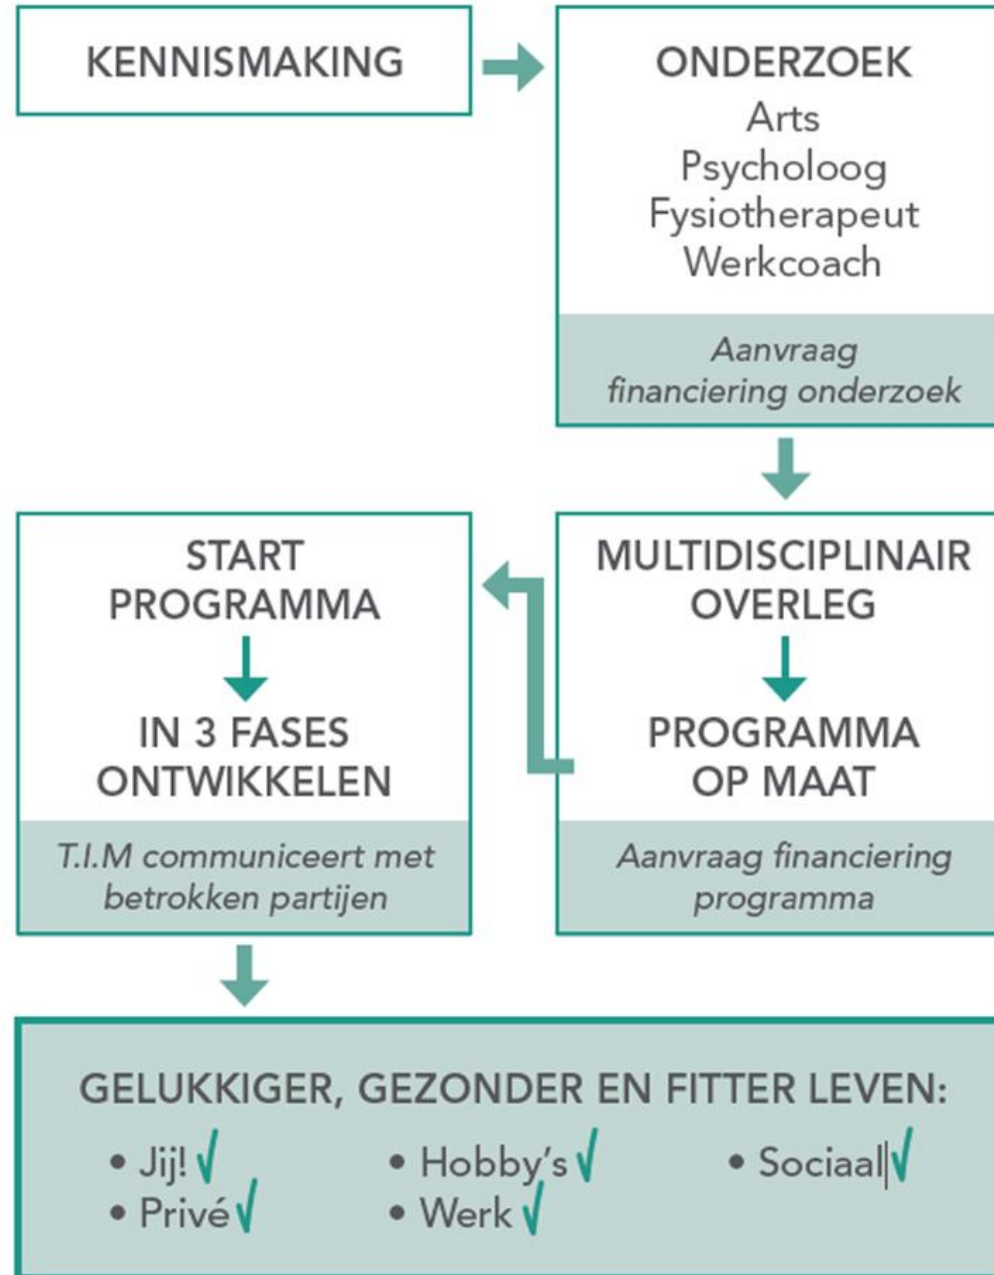 KENNISMAKING
ONDERZOEK
Arts
Psycholoog
Fysiotherapeut
Werkcoach
Aanvraag
financiering onderzoek
MULTIDISCIPLINAIR
OVERLEG
PROGRAMMA
OP MAAT
Aanvraag financiering
programma
START
PROGRAMMA
IN 3 FASES
ONTWIKKELEN
T.I.M communiceert met
betrokken partijen
GELUKKIGER, GEZONDER EN FITTER LEVEN:
• Jij! √ • Hobby's √ • Sociaal √
• Privé √ • Werk √